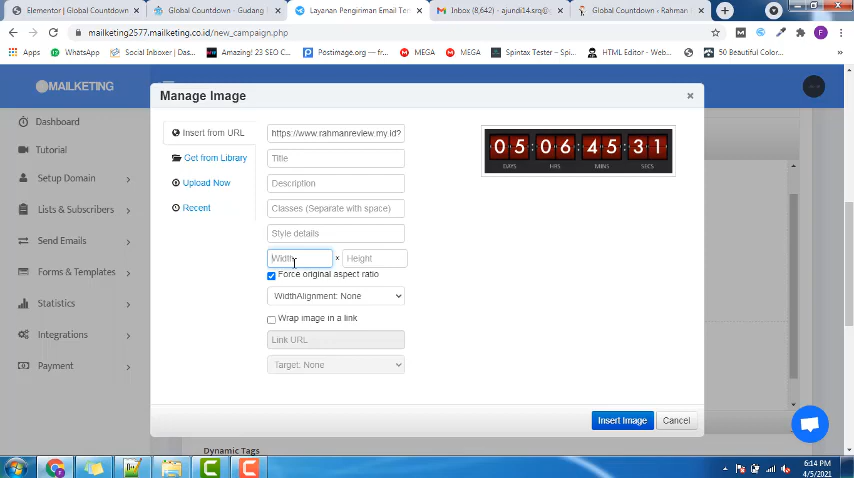 Elementor | Global Countdown ‹ R
Global Countdown - Gudang
Layanan Pengiriman Email Ter
Inbox (8,642) - ajundi14.srq@
Global Countdown ‹ Rahman
mailketing2577.mailketing.co.id/new_campaign.php
Apps
WhatsApp
Social Inboxer | Das...
Amazing! 23 SEO C...
Postimage.org — fr...
MEGA
MEGA
Spintax Tester – Spi...
HTML Editor - Web...
50 Beautiful Color...
MAILKETING
Dashboard
Tutorial
Setup Domain
Lists & Subscribers
Send Emails
Forms & Templates
Statistics
Integrations
Payment
Manage Image
×
Insert from URL
Get from Library
Upload Now
Recent
https://www.rahmanreview.my.id?
Title
Description
Classes (Separate with space)
Style details
Width
x
Height
Force original aspect ratio
WidthAlignment: None
Wrap image in a link
Link URL
Target: None
05:06:45:31
DAYS HRS MINS SECS
Insert Image
Cancel
Dynamic Tags
6:14 PM
4/5/2021